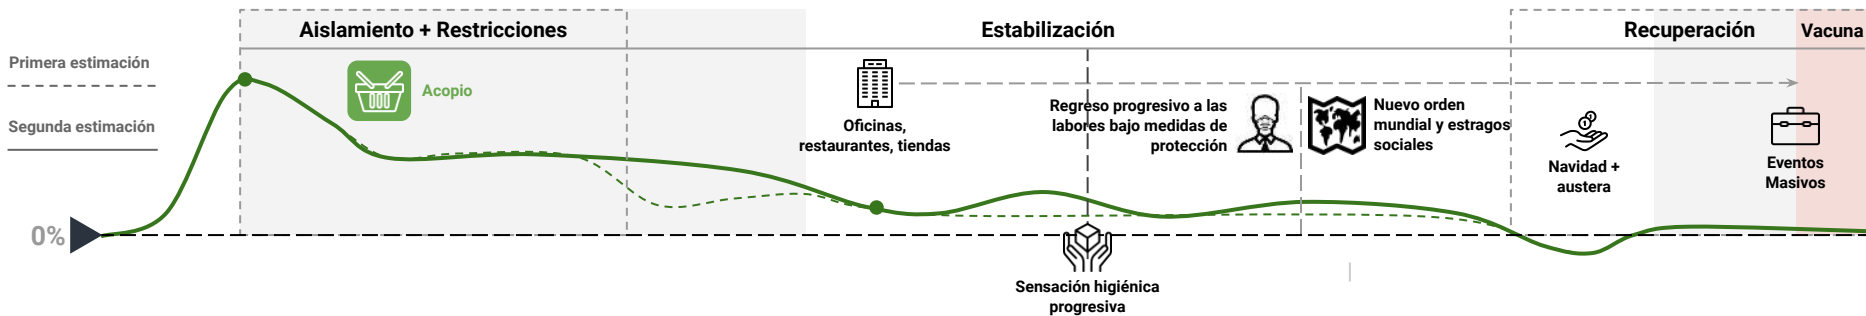 Aislamiento + Restricciones
Estabilización
Recuperación
Vacuna
Primera estimación
Segunda estimación
Acopio
Oficinas,
restaurantes, tiendas
Regreso progresivo a las
labores bajo medidas de
protección
Nuevo orden
mundial y estragos
sociales
Navidad +
austera
Eventos
Masivos
0%
Sensación higiénica
progresiva